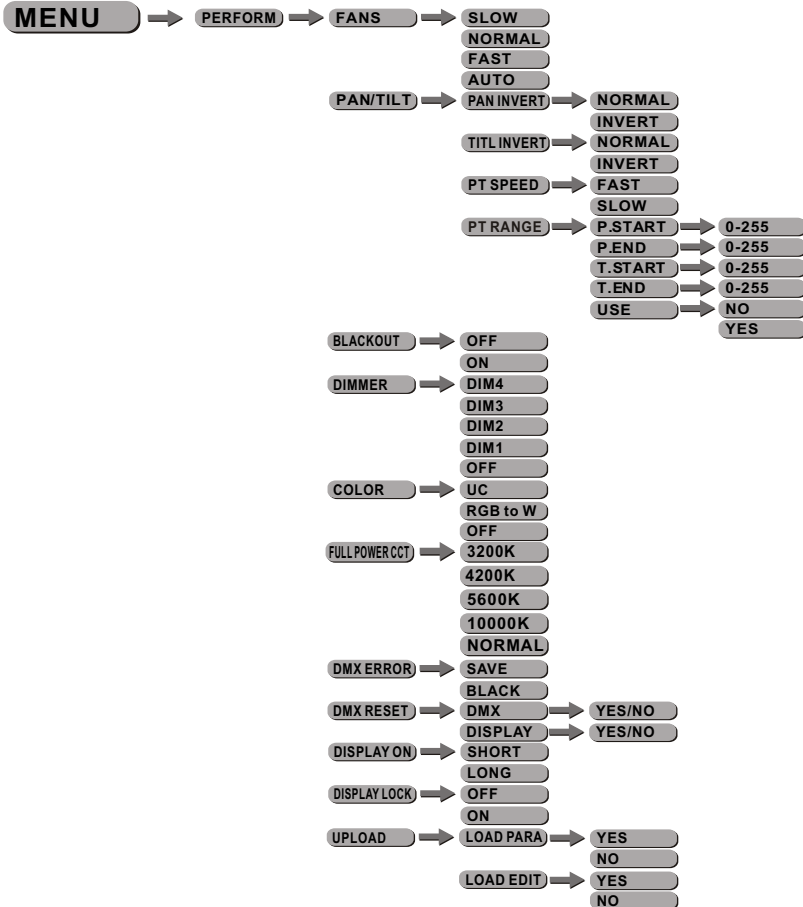 MENU PERFORM FANS SLOW
NORMAL
FAST
AUTO
PAN/TILT PAN INVERT NORMAL
INVERT
TITL INVERT NORMAL
INVERT
PT SPEED FAST
SLOW
PT RANGE P.START 0-255
P.END 0-255
T.START 0-255
T.END 0-255
USE NO
YES
BLACKOUT OFF
ON
DIMMER DIM4
DIM3
DIM2
DIM1
OFF
COLOR UC
RGB to W
OFF
FULL POWER CCT 3200K
4200K
5600K
10000K
NORMAL
DMX ERROR SAVE
BLACK
DMX RESET DMX YES/NO
DISPLAY YES/NO
DISPLAY ON SHORT
LONG
DISPLAY LOCK OFF
ON
UPLOAD LOAD PARA YES
NO
LOAD EDIT YES
NO